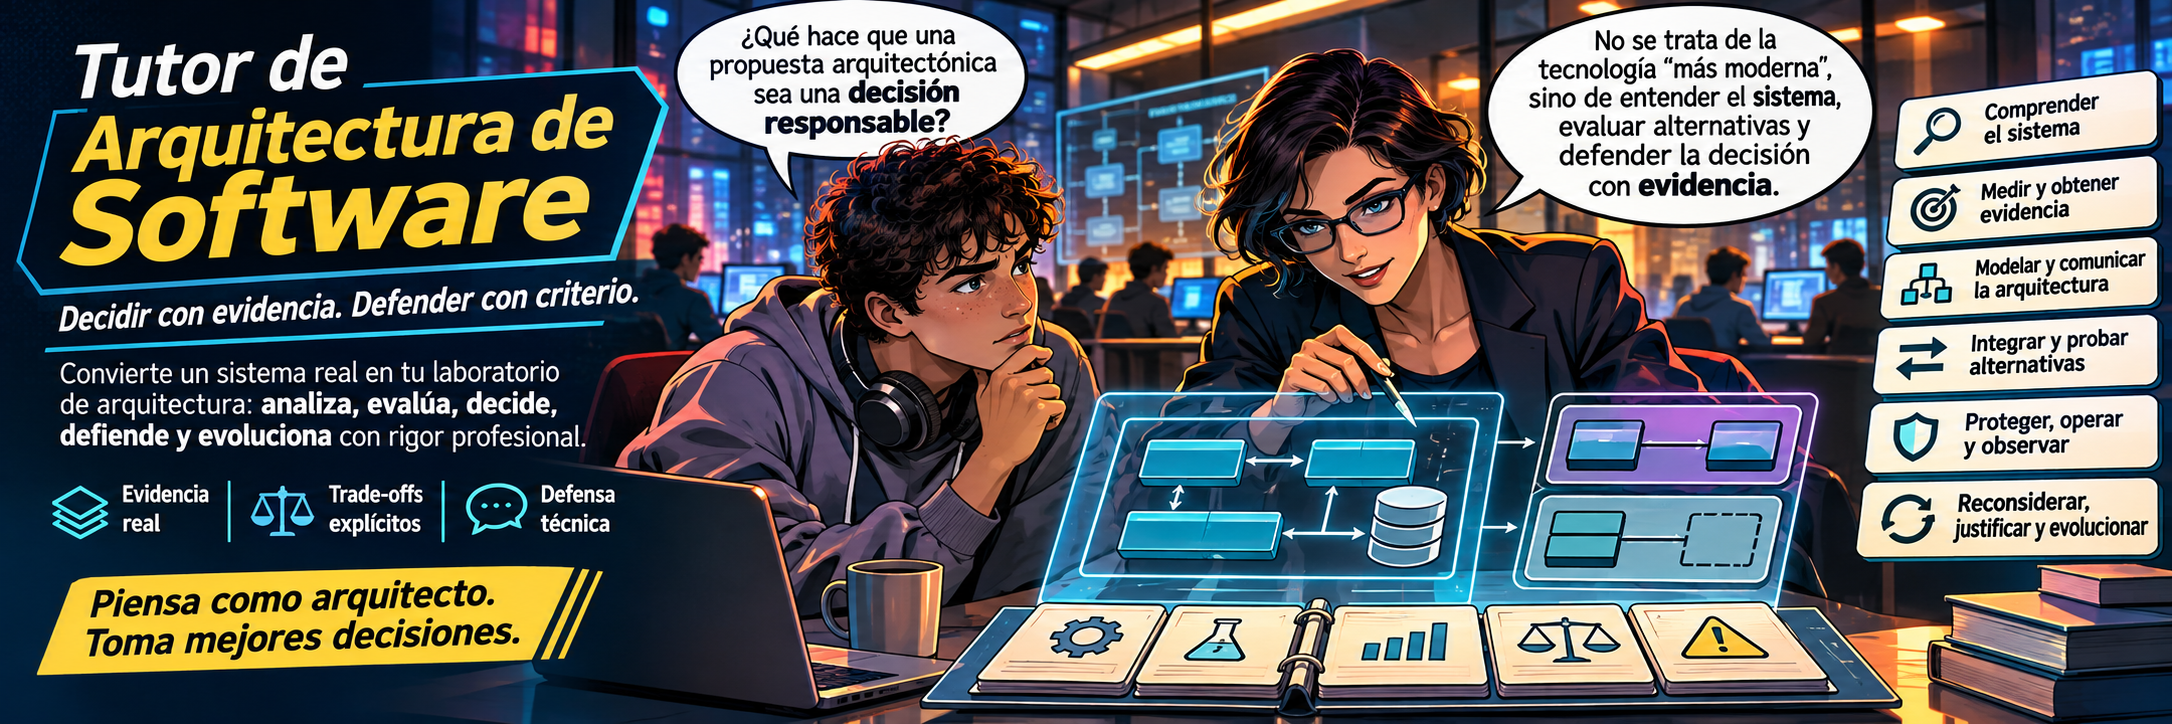 Tutor de
Arquitectura de
Software
Decidir con evidencia. Defender con criterio.
Convierte un sistema real en tu laboratorio
de arquitectura: analiza, evalúa, decide,
defiende y evoluciona con rigor profesional.
Evidencia
real
Trade-offs
explícitos
Defensa
técnica
Piensa como arquitecto.
Toma mejores decisiones.
¿Qué hace que una
propuesta arquitectónica
sea una decisión
responsable?
No se trata de la
tecnología “más moderna”,
sino de entender el sistema,
evaluar alternativas y
defender la decisión
con evidencia.
Comprender
el sistema
Medir y obtener
evidencia
Modelar y comunicar
la arquitectura
Integrar y probar
alternativas
Proteger, operar
y observar
Reconsiderar,
justificar y evolucionar